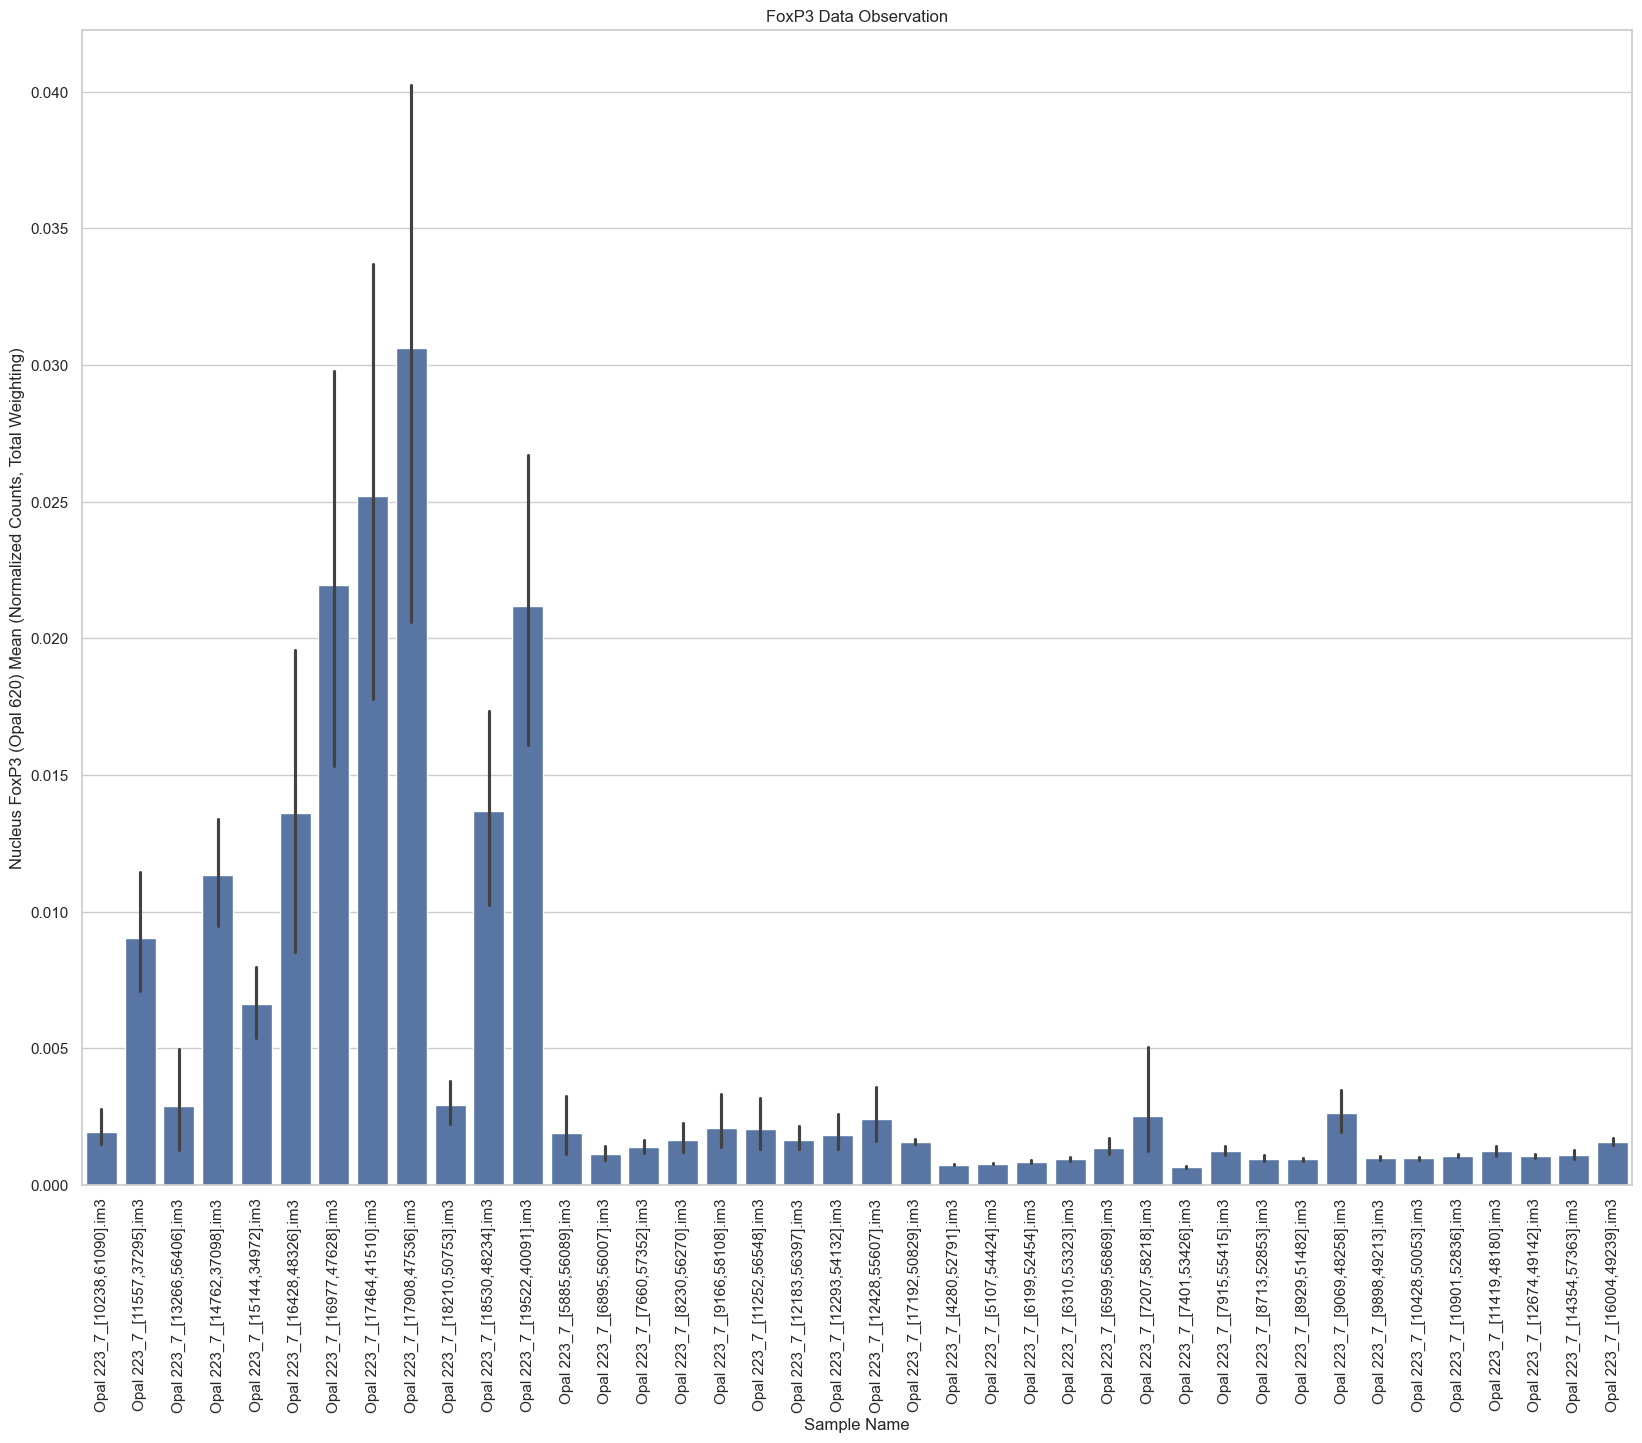 FoxP3 Data Observation
Nucleus FoxP3 (Opal 620) Mean (Normalized Counts, Total Weighting)
0.040
0.035
0.030
0.025
0.020
0.015
0.010
0.005
0.000
Opal 223_7_[10238,61090].im3
Opal 223_7_[11557,37295].im3
Opal 223_7_[13266,56406].im3
Opal 223_7_[14762,37098].im3
Opal 223_7_[15144,34972].im3
Opal 223_7_[16428,48326].im3
Opal 223_7_[16977,47628].im3
Opal 223_7_[17464,41510].im3
Opal 223_7_[17908,47536].im3
Opal 223_7_[18210,50753].im3
Opal 223_7_[18530,48234].im3
Opal 223_7_[19522,40091].im3
Opal 223_7_[5885,56089].im3
Opal 223_7_[6895,56007].im3
Opal 223_7_[7660,57352].im3
Opal 223_7_[8230,56270].im3
Opal 223_7_[9166,58108].im3
Opal 223_7_[11252,56548].im3
Opal 223_7_[12183,56397].im3
Opal 223_7_[12293,54132].im3
Opal 223_7_[12428,55607].im3
Opal 223_7_[17192,50829].im3
Opal 223_7_[4280,52791].im3
Opal 223_7_[5107,54424].im3
Opal 223_7_[6199,52454].im3
Opal 223_7_[6310,53323].im3
Opal 223_7_[6599,56869].im3
Opal 223_7_[7207,58218].im3
Opal 223_7_[7401,53426].im3
Opal 223_7_[7915,55415].im3
Opal 223_7_[8713,52853].im3
Opal 223_7_[8929,51482].im3
Opal 223_7_[9069,48258].im3
Opal 223_7_[9898,49213].im3
Opal 223_7_[10428,50053].im3
Opal 223_7_[10901,52836].im3
Opal 223_7_[11419,48180].im3
Opal 223_7_[12674,49142].im3
Opal 223_7_[14354,57363].im3
Opal 223_7_[16004,49239].im3
Sample Name